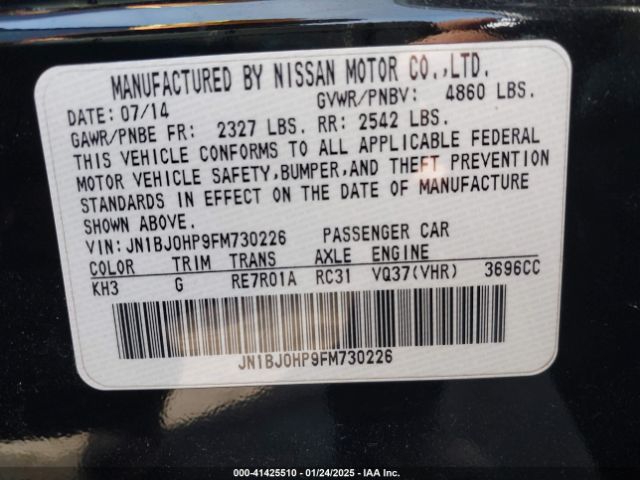 MANUFACTURED BY NISSAN MOTOR CO.,LTD.
DATE: 07/14 GVWR/PNBV: 4860 LBS.
GAWR/PNBE FR: 2327 LBS. RR: 2542 LBS.
THIS VEHICLE CONFORMS TO ALL APPLICABLE FEDERAL
MOTOR VEHICLE SAFETY,BUMPER,AND THEFT PREVENTION
STANDARDS IN EFFECT ON THE DATE OF MANUFACTURE
SHOWN ABOVE.
VIN: JN1BJ0HP9FM730226 PASSENGER CAR
COLOR TRIM TRANS AXLE ENGINE
KH3 G RE7R01A RC31 VQ37(VHR) 3696CC
JN1BJ0HP9FM730226
000-41425510 - 01/24/2025 - IAA Inc.